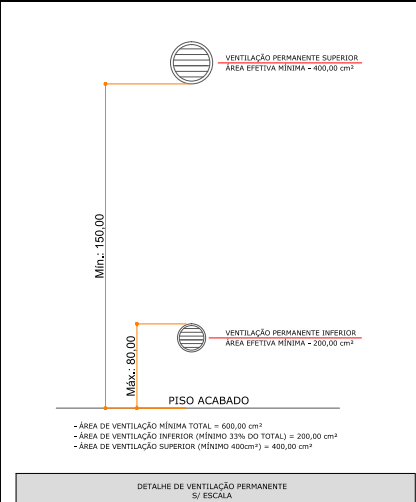 VENTILAÇÃO PERMANENTE SUPERIOR
ÁREA EFETIVA MÍNIMA - 400,00 cm²
Mín.: 150,00
VENTILAÇÃO PERMANENTE INFERIOR
ÁREA EFETIVA MÍNIMA - 200,00 cm²
Máx.: 80,00
PISO ACABADO
- ÁREA DE VENTILAÇÃO MÍNIMA TOTAL = 600,00 cm²
- ÁREA DE VENTILAÇÃO INFERIOR (MÍNIMO 33% DO TOTAL) = 200,00 cm²
- ÁREA DE VENTILAÇÃO SUPERIOR (MÍNIMO 400cm²) = 400,00 cm²
DETALHE DE VENTILAÇÃO PERMANENTE
S/ ESCALA